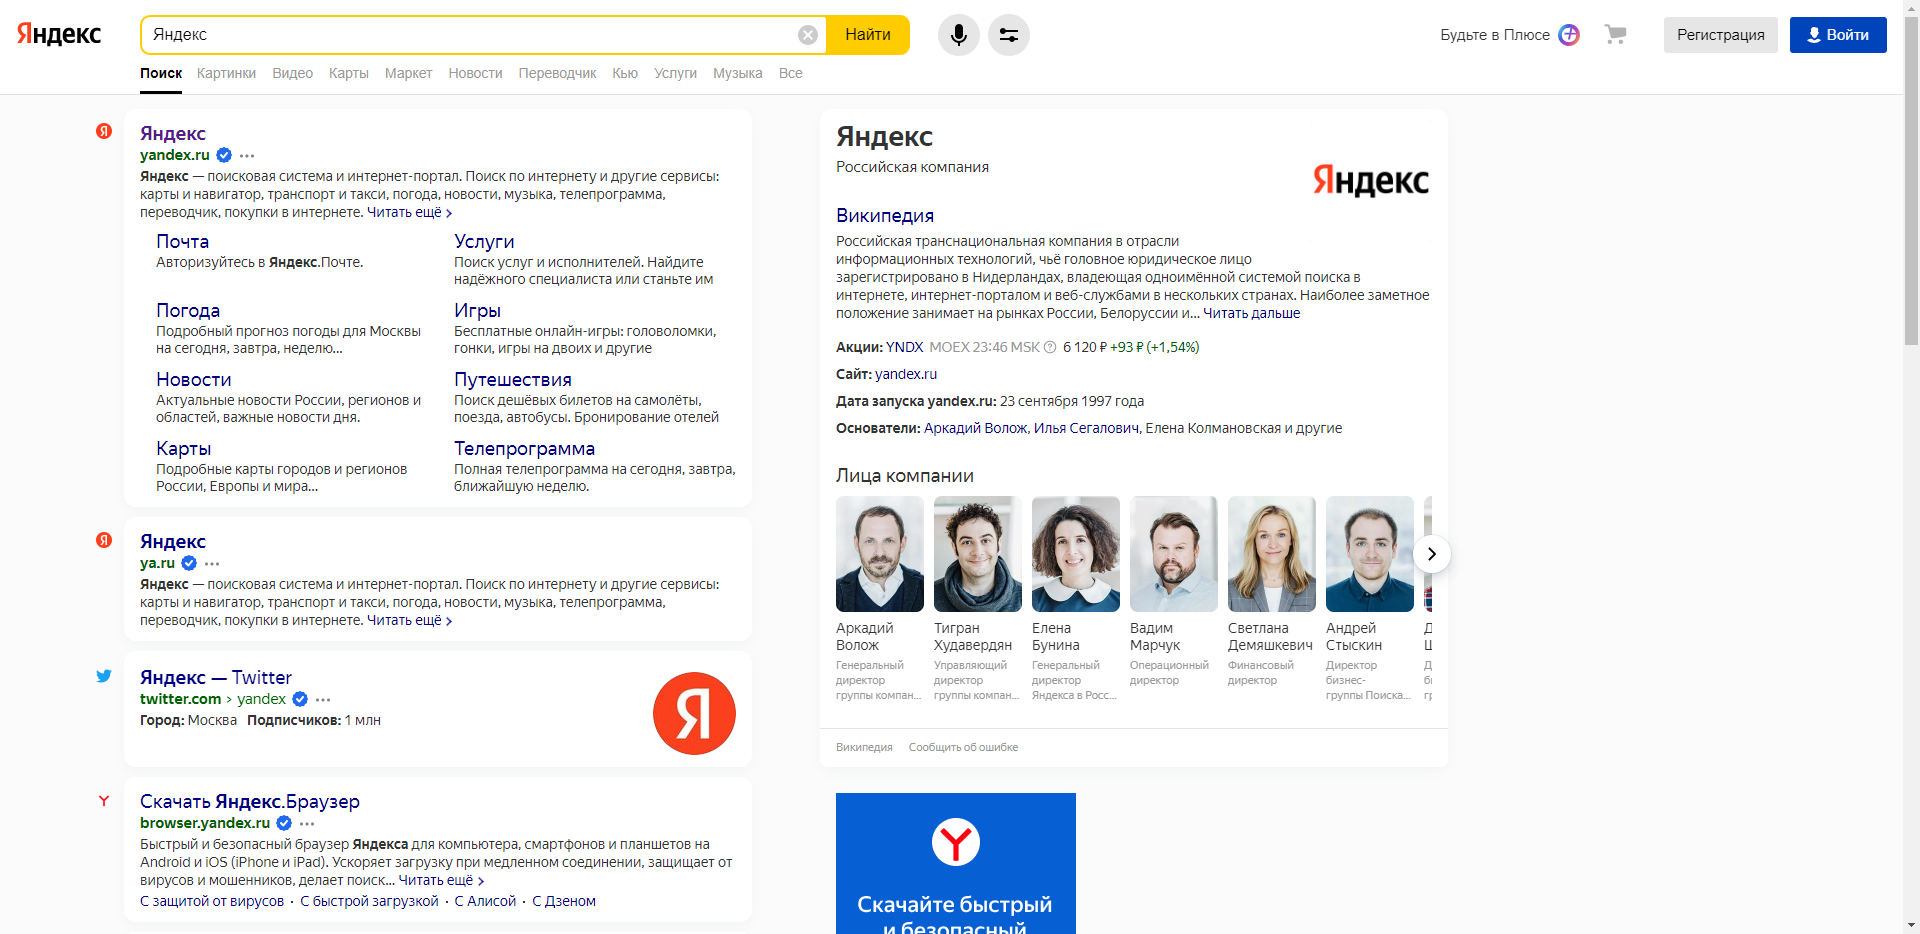 Яндекс
Яндекс
Найти
Будьте в Плюсе
Регистрация
Войти
Поиск Картинки Видео Карты Маркет Новости Переводчик Кью Услуги Музыка Все
Я
Яндекс
yandex.ru
Яндекс — поисковая система и интернет-портал. Поиск по интернету и другие сервисы:
карты и навигатор, транспорт и такси, погода, новости, музыка, телепрограмма,
переводчик, покупки в интернете. Читать ещё
Почта
Авторизуйтесь в Яндекс.Почте.
Услуги
Поиск услуг и исполнителей. Найдите
надёжного специалиста или станьте им
Погода
Подробный прогноз погоды для Москвы
на сегодня, завтра, неделю...
Игры
Бесплатные онлайн-игры: головоломки,
гонки, игры на двоих и другие
Новости
Актуальные новости России, регионов и
областей, важные новости дня.
Путешествия
Поиск дешёвых билетов на самолёты,
поезда, автобусы. Бронирование отелей
Карты
Подробные карты городов и регионов
России, Европы и мира...
Телепрограмма
Полная телепрограмма на сегодня, завтра,
ближайшую неделю.
Я
Яндекс
ya.ru
Яндекс — поисковая система и интернет-портал. Поиск по интернету и другие сервисы:
карты и навигатор, транспорт и такси, погода, новости, музыка, телепрограмма,
переводчик, покупки в интернете. Читать ещё
Яндекс — Twitter
twitter.com › yandex
Город: Москва Подписчиков: 1 млн
Я
Y
Скачать Яндекс.Браузер
browser.yandex.ru
Быстрый и безопасный браузер Яндекса для компьютера, смартфонов и планшетов на
Android и iOS (iPhone и iPad). Ускоряет загрузку при медленном соединении, защищает от
вирусов и мошенников, делает поиск... Читать ещё
С защитой от вирусов · С быстрой загрузкой · С Алисой · С Дзеном
Яндекс
Российская компания
Яндекс
Википедия
Российская транснациональная компания в отрасли
информационных технологий, чьё головное юридическое лицо
зарегистрировано в Нидерландах, владеющая одноимённой системой поиска в
интернете, интернет-порталом и веб-службами в нескольких странах. Наиболее заметное
положение занимает на рынках России, Белоруссии и... Читать дальше
Акции: YNDX MOEX 23:46 MSK ? 6 120 ₽ +93 ₽ (+1,54%)
Сайт: yandex.ru
Дата запуска yandex.ru: 23 сентября 1997 года
Основатели: Аркадий Волож, Илья Сегалович, Елена Колмановская и другие
Лица компании
Аркадий
Волож
Генеральный
директор
группы компан...
Тигран
Худавердян
Управляющий
директор
группы компан...
Елена
Бунина
Генеральный
директор
Яндекса в Росс...
Вадим
Марчук
Операционный
директор
Светлана
Демяшкевич
Финансовый
директор
Андрей
Стыскин
Директор
бизнес-
группы Поиска...
Википедия Сообщить об ошибке
Y
Скачайте быстрый
и безопасный